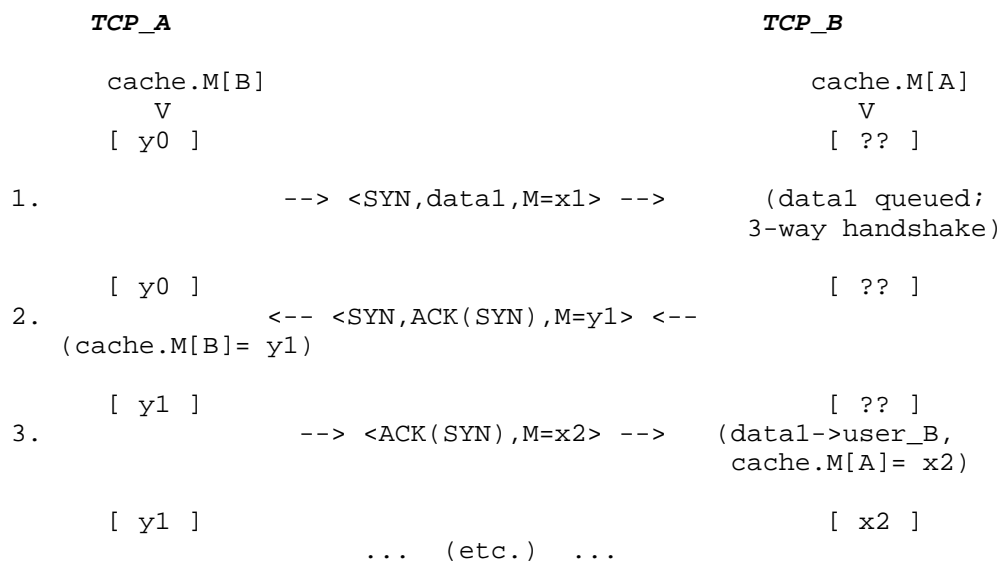 TCP_A TCP_B
cache.M[B] cache.M[A]
V V
[ y0 ] [ ?? ]
1. --> <SYN,data1,M=x1> --> (data1 queued;
3-way handshake)
[ y0 ] [ ?? ]
2. <-- <SYN,ACK(SYN),M=y1> <--
(cache.M[B]= y1)
[ y1 ] [ ?? ]
3. --> <ACK(SYN),M=x2> --> (data1->user_B,
cache.M[A]= x2)
[ y1 ] [ x2 ]
... (etc.) ...